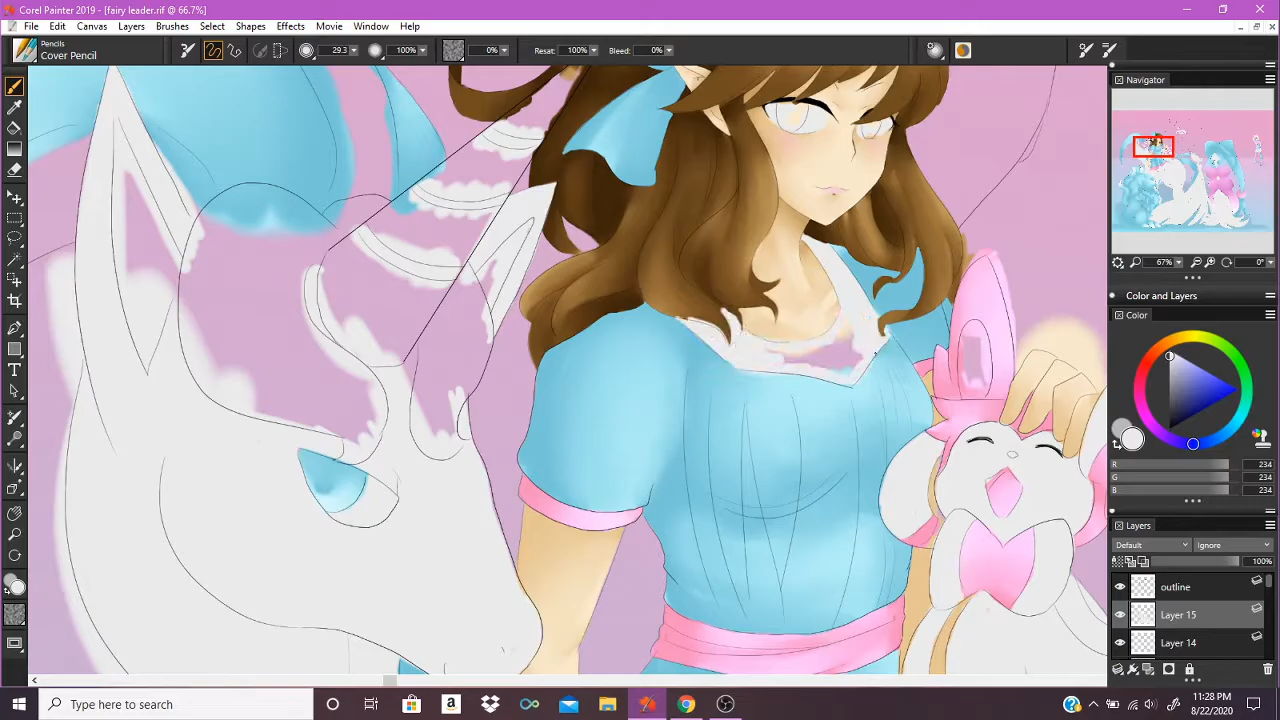 Corel Painter 2019 - [fairy leader.rif @ 66.7%]
File Edit Canvas Layers Brushes Select Shapes Effects Movie Window Help
Pencils
Cover Pencil
29.3 100% 0% Reset: 100% Bleed: 0%
Navigator
67% 0°
Color and Layers
Color
R 234
G 234
B 234
Layers
Default Ignore
100%
outline
Layer 15
Layer 14
Type here to search
11:28 PM
8/22/2020